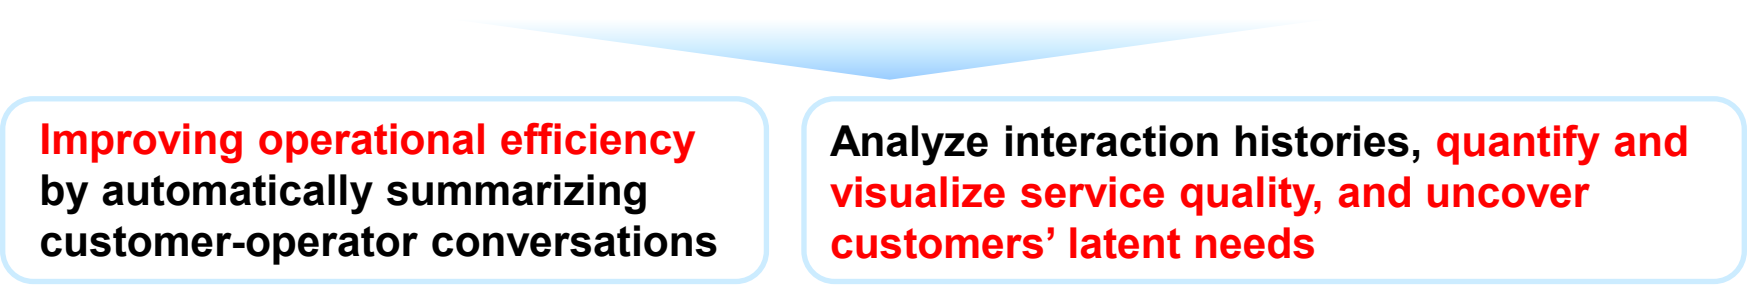 Improving operational efficiency
by automatically summarizing
customer-operator conversations
Analyze interaction histories, quantify and
visualize service quality, and uncover
customers’ latent needs